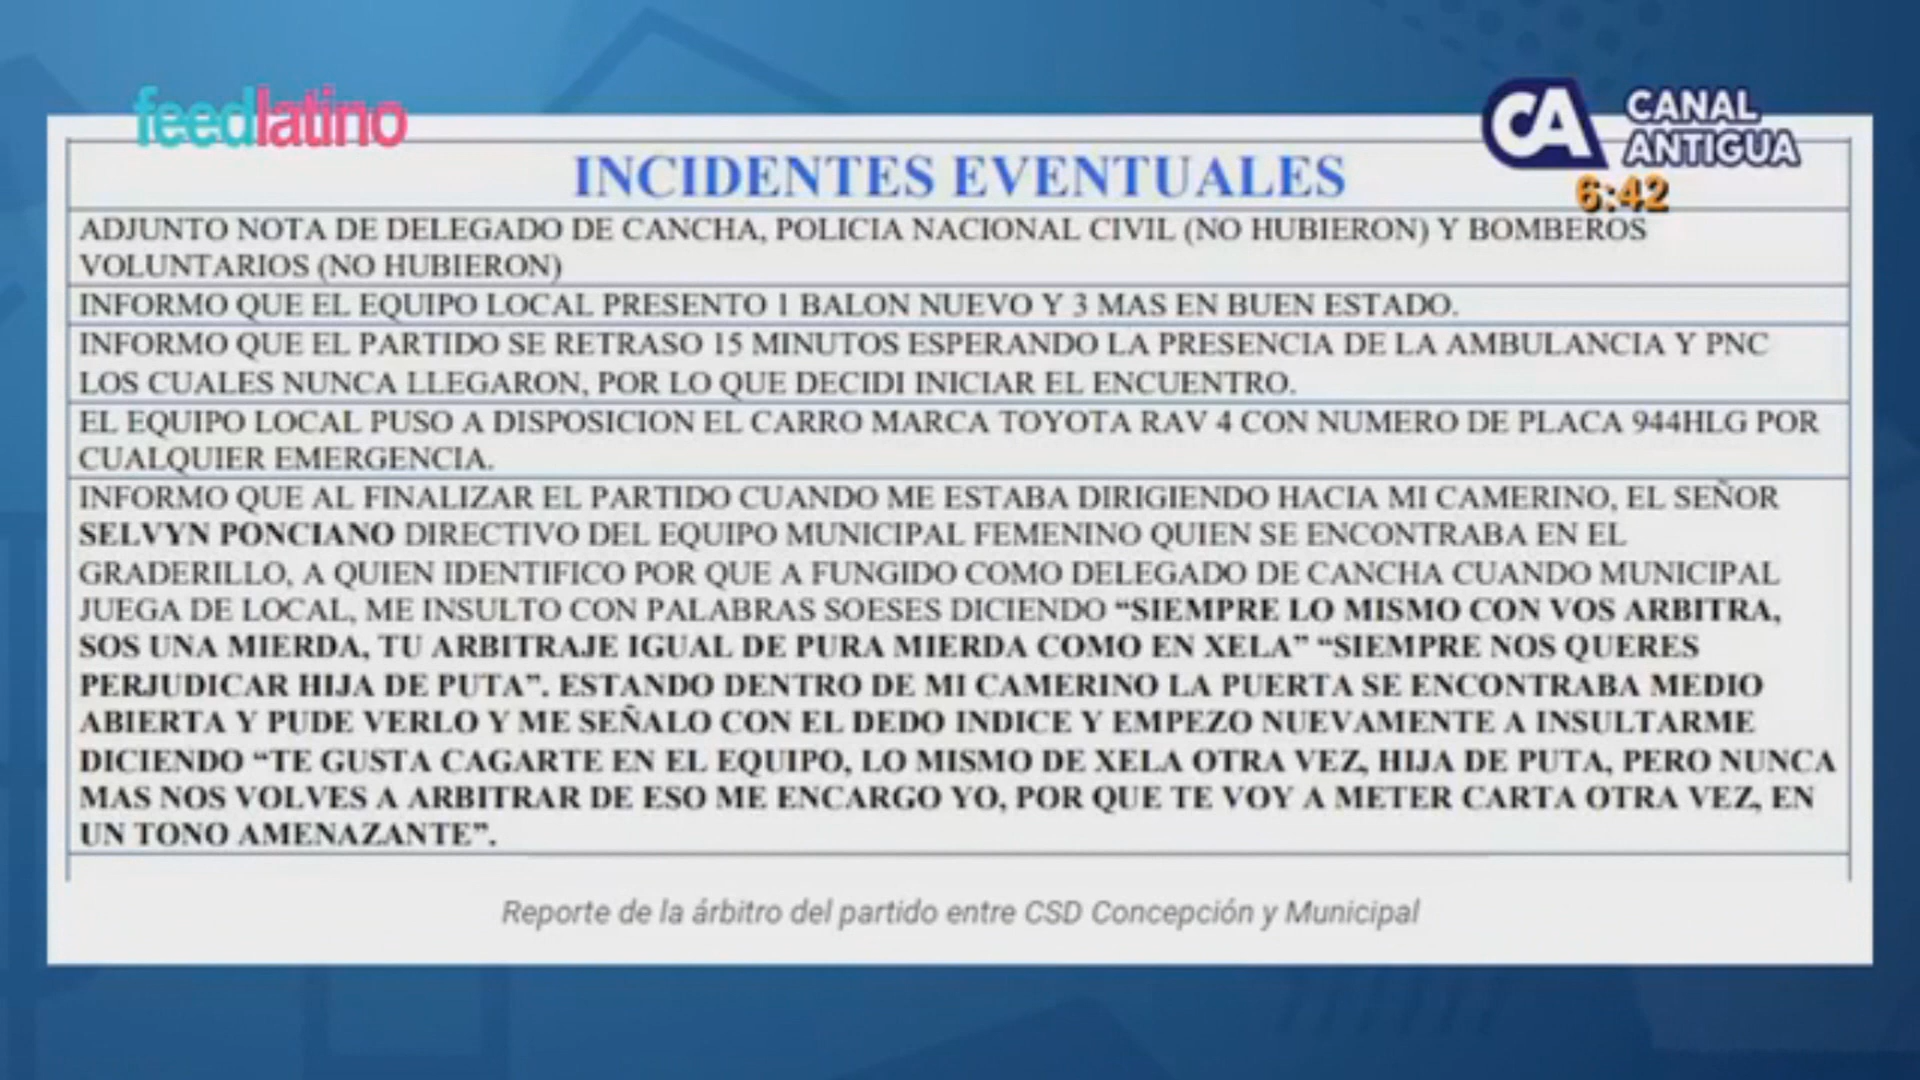 feedlatino
CA CANAL
ANTIGUA
6:42
INCIDENTES EVENTUALES
ADJUNTO NOTA DE DELEGADO DE CANCHA, POLICIA NACIONAL CIVIL (NO HUBIERON) Y BOMBEROS
VOLUNTARIOS (NO HUBIERON)
INFORMO QUE EL EQUIPO LOCAL PRESENTO 1 BALON NUEVO Y 3 MAS EN BUEN ESTADO.
INFORMO QUE EL PARTIDO SE RETRASO 15 MINUTOS ESPERANDO LA PRESENCIA DE LA AMBULANCIA Y PNC
LOS CUALES NUNCA LLEGARON, POR LO QUE DECIDI INICIAR EL ENCUENTRO.
EL EQUIPO LOCAL PUSO A DISPOSICION EL CARRO MARCA TOYOTA RAV 4 CON NUMERO DE PLACA 944HLG POR
CUALQUIER EMERGENCIA.
INFORMO QUE AL FINALIZAR EL PARTIDO CUANDO ME ESTABA DIRIGIENDO HACIA MI CAMERINO, EL SEÑOR
SELVYN PONCIANO DIRECTIVO DEL EQUIPO MUNICIPAL FEMENINO QUIEN SE ENCONTRABA EN EL
GRADERILLO, A QUIEN IDENTIFICO POR QUE A FUNGIDO COMO DELEGADO DE CANCHA CUANDO MUNICIPAL
JUEGA DE LOCAL, ME INSULTO CON PALABRAS SOESES DICIENDO “SIEMPRE LO MISMO CON VOS ARBITRA,
SOS UNA MIERDA, TU ARBITRAJE IGUAL DE PURA MIERDA COMO EN XELA” “SIEMPRE NOS QUERES
PERJUDICAR HIJA DE PUTA”. ESTANDO DENTRO DE MI CAMERINO LA PUERTA SE ENCONTRABA MEDIO
ABIERTA Y PUDE VERLO Y ME SEÑALO CON EL DEDO INDICE Y EMPEZO NUEVAMENTE A INSULTARME
DICIENDO “TE GUSTA CAGARTE EN EL EQUIPO, LO MISMO DE XELA OTRA VEZ, HIJA DE PUTA, PERO NUNCA
MAS NOS VOLVES A ARBITRAR DE ESO ME ENCARGO YO, POR QUE TE VOY A METER CARTA OTRA VEZ, EN
UN TONO AMENAZANTE”.
Reporte de la árbitro del partido entre CSD Concepción y Municipal